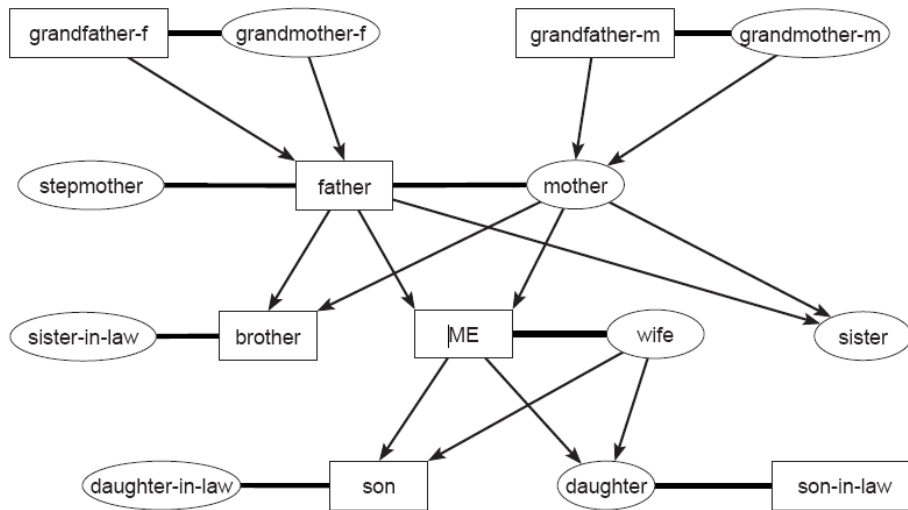 grandfather-f
grandmother-f
grandfather-m
grandmother-m
stepmother
father
mother
sister-in-law
brother
ME
wife
sister
daughter-in-law
son
daughter
son-in-law